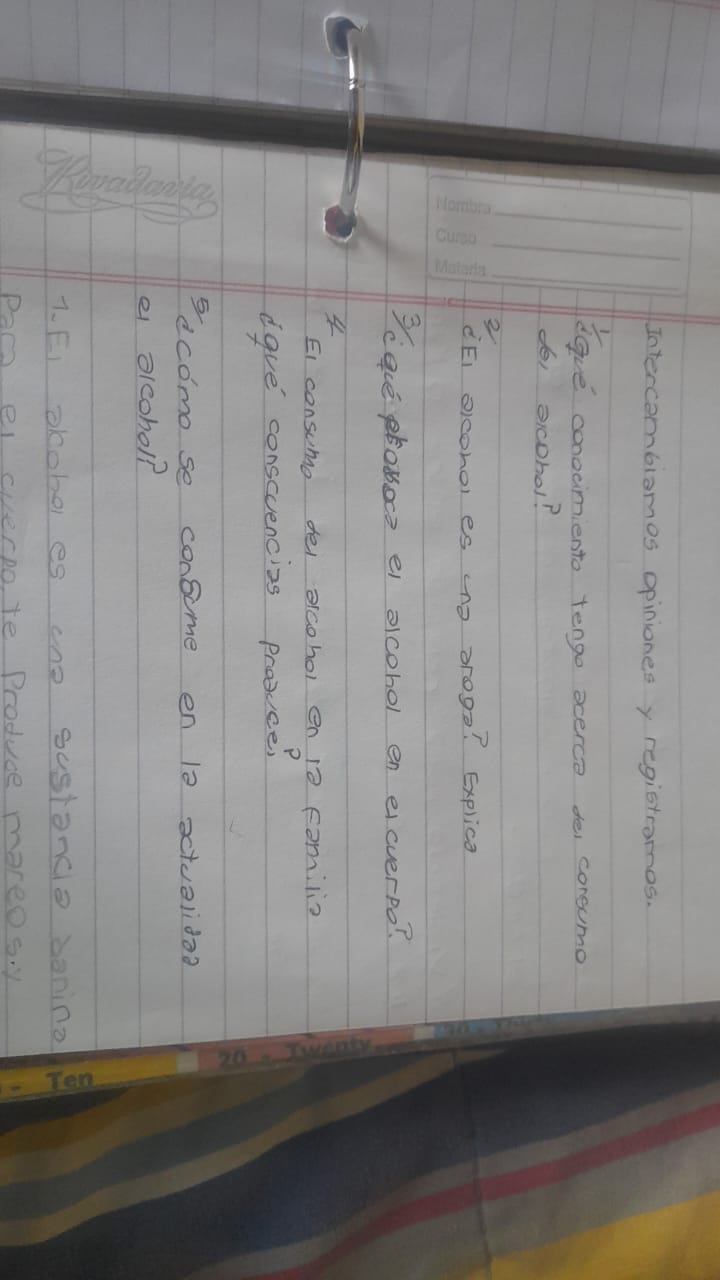 Nombre
Curso
Materia
Rivadavia
Intercambiamos opiniones y registramos.
1/ ¿qué conocimiento tengo acerca del consumo
del alcohol?
2/
¿El alcohol es una droga? Explica
3/ ¿qué el alcohol en el cuerpo?
4
El consumo del alcohol en la familia
¿qué conscuencias produce?
5/ ¿cómo se consume en la actualidad
el alcohol?
1- El alcohol es una sustancia danina
Para el cuerpo, te Produce mareos.y
20 - Twenty
Ten